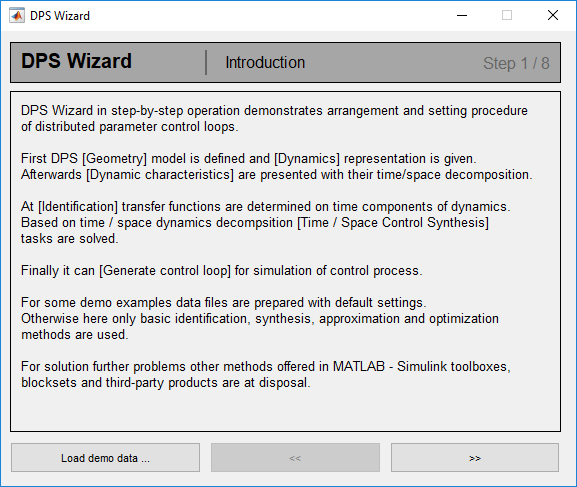 DPS Wizard
DPS Wizard
Introduction
Step 1 / 8
DPS Wizard in step-by-step operation demonstrates arrangement and setting procedure
of distributed parameter control loops.
First DPS [Geometry] model is defined and [Dynamics] representation is given.
Afterwards [Dynamic characteristics] are presented with their time/space decomposition.
At [Identification] transfer functions are determined on time components of dynamics.
Based on time / space dynamics decompsition [Time / Space Control Synthesis]
tasks are solved.
Finally it can [Generate control loop] for simulation of control process.
For some demo examples data files are prepared with default settings.
Otherwise here only basic identification, synthesis, approximation and optimization
methods are used.
For solution further problems other methods offered in MATLAB - Simulink toolboxes,
blocksets and third-party products are at disposal.
Load demo data ...
<<
>>